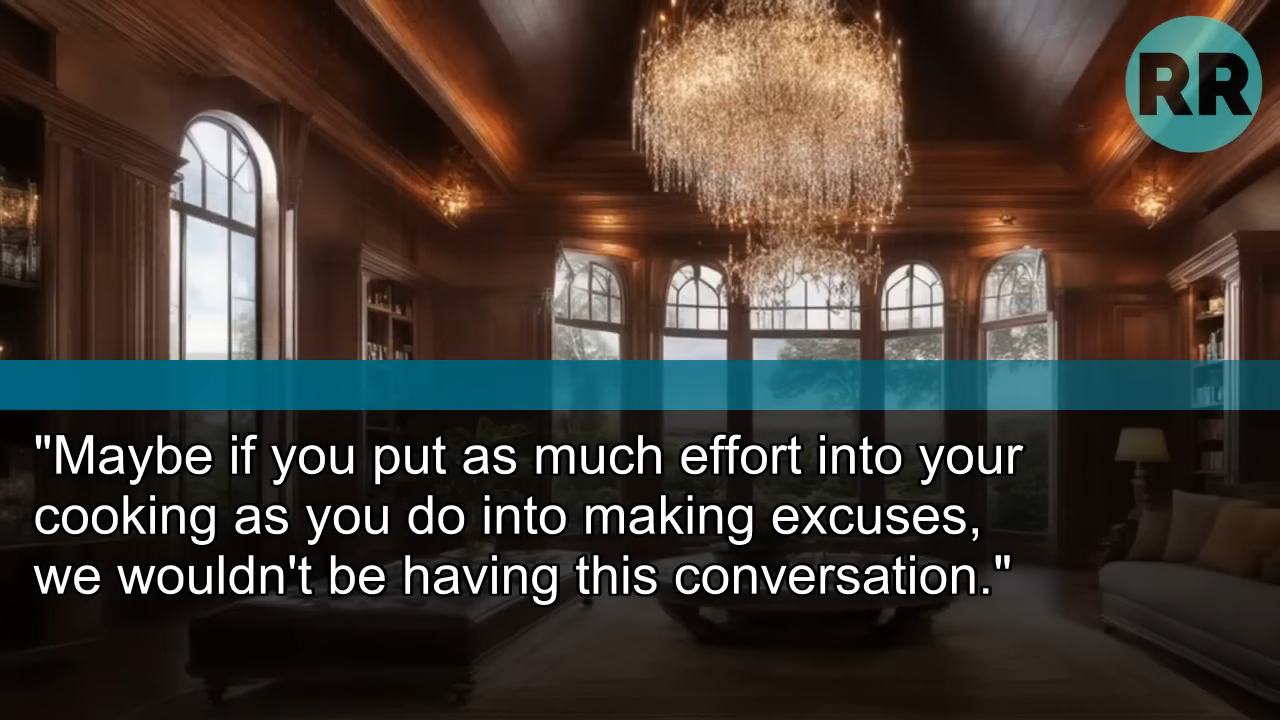 RR
"Maybe if you put as much effort into your
cooking as you do into making excuses,
we wouldn't be having this conversation."